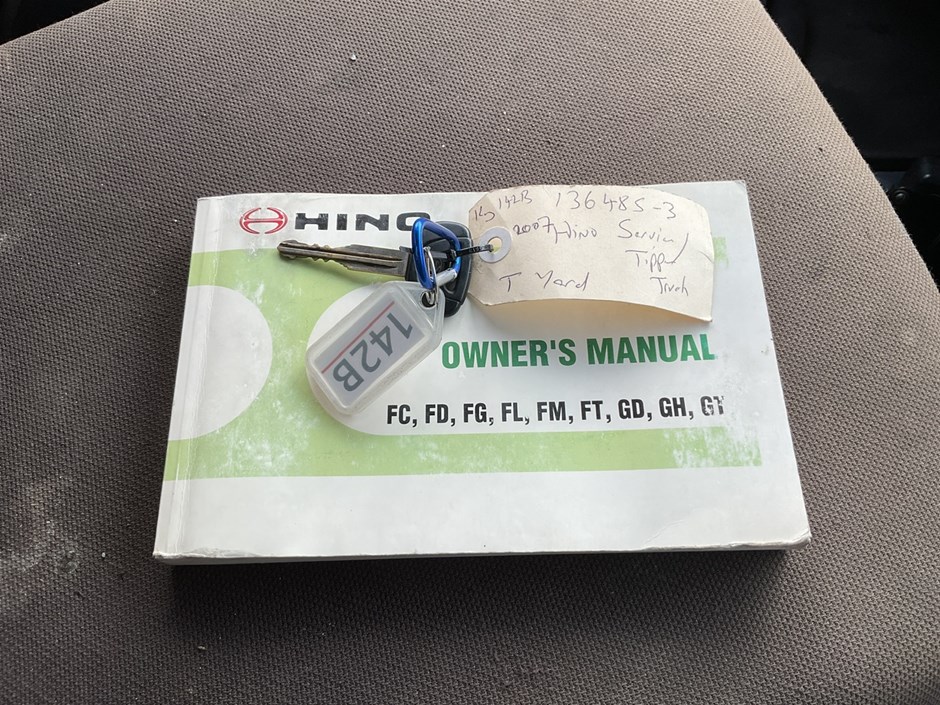 HINO
142B 136485-3
2007 Hino Service/
Tipper
T Yard Truck
142B
OWNER'S MANUAL
FC, FD, FG, FL, FM, FT, GD, GH, GT